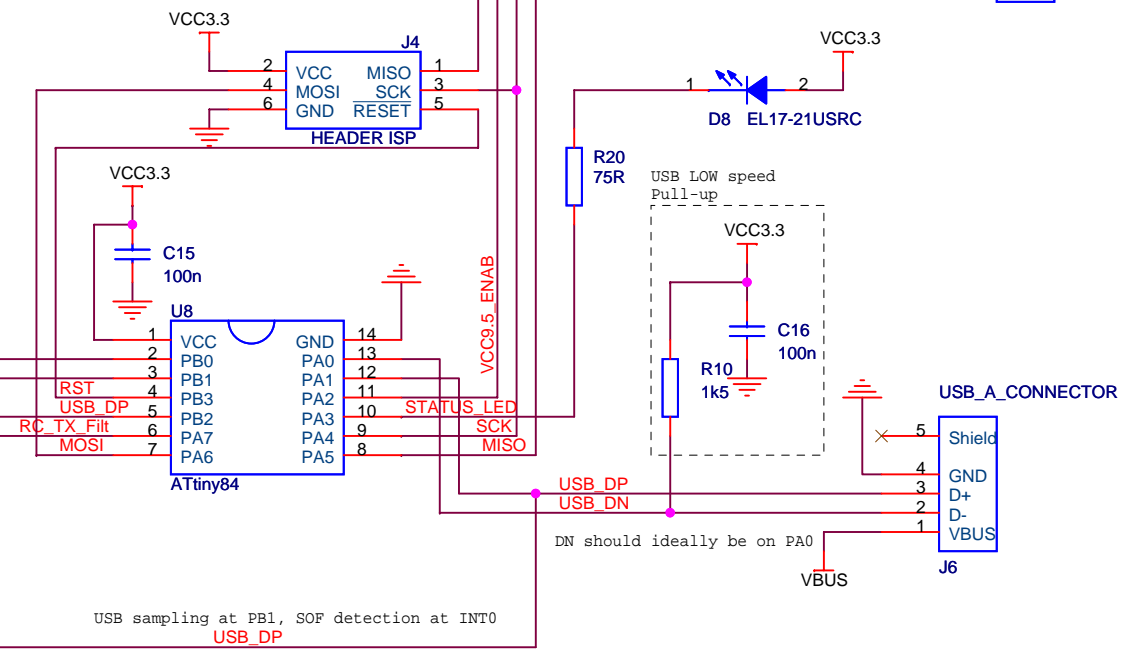 VCC3.3
J4
2 VCC MISO 1
4 MOSI SCK 3
6 GND RESET 5
HEADER ISP
VCC3.3
1 2
D8 EL17-21USRC
R20
75R
USB LOW speed
Pull-up
VCC3.3
VCC3.3
C15
100n
C16
100n
R10
1k5
VCC9.5_ENAB
U8
1 VCC GND 14
2 PB0 PA0 13
3 PB1 PA1 12
RST 4 PB3 PA2 11
USB_DP 5 PB2 PA3 10 STATUS_LED
RC_TX_Filt 6 PA7 PA4 9 SCK
MOSI 7 PA6 PA5 8 MISO
ATtiny84
USB_A_CONNECTOR
5 Shield
4 GND
USB_DP 3 D+
USB_DN 2 D-
1 VBUS
J6
DN should ideally be on PA0
VBUS
USB sampling at PB1, SOF detection at INT0
USB_DP